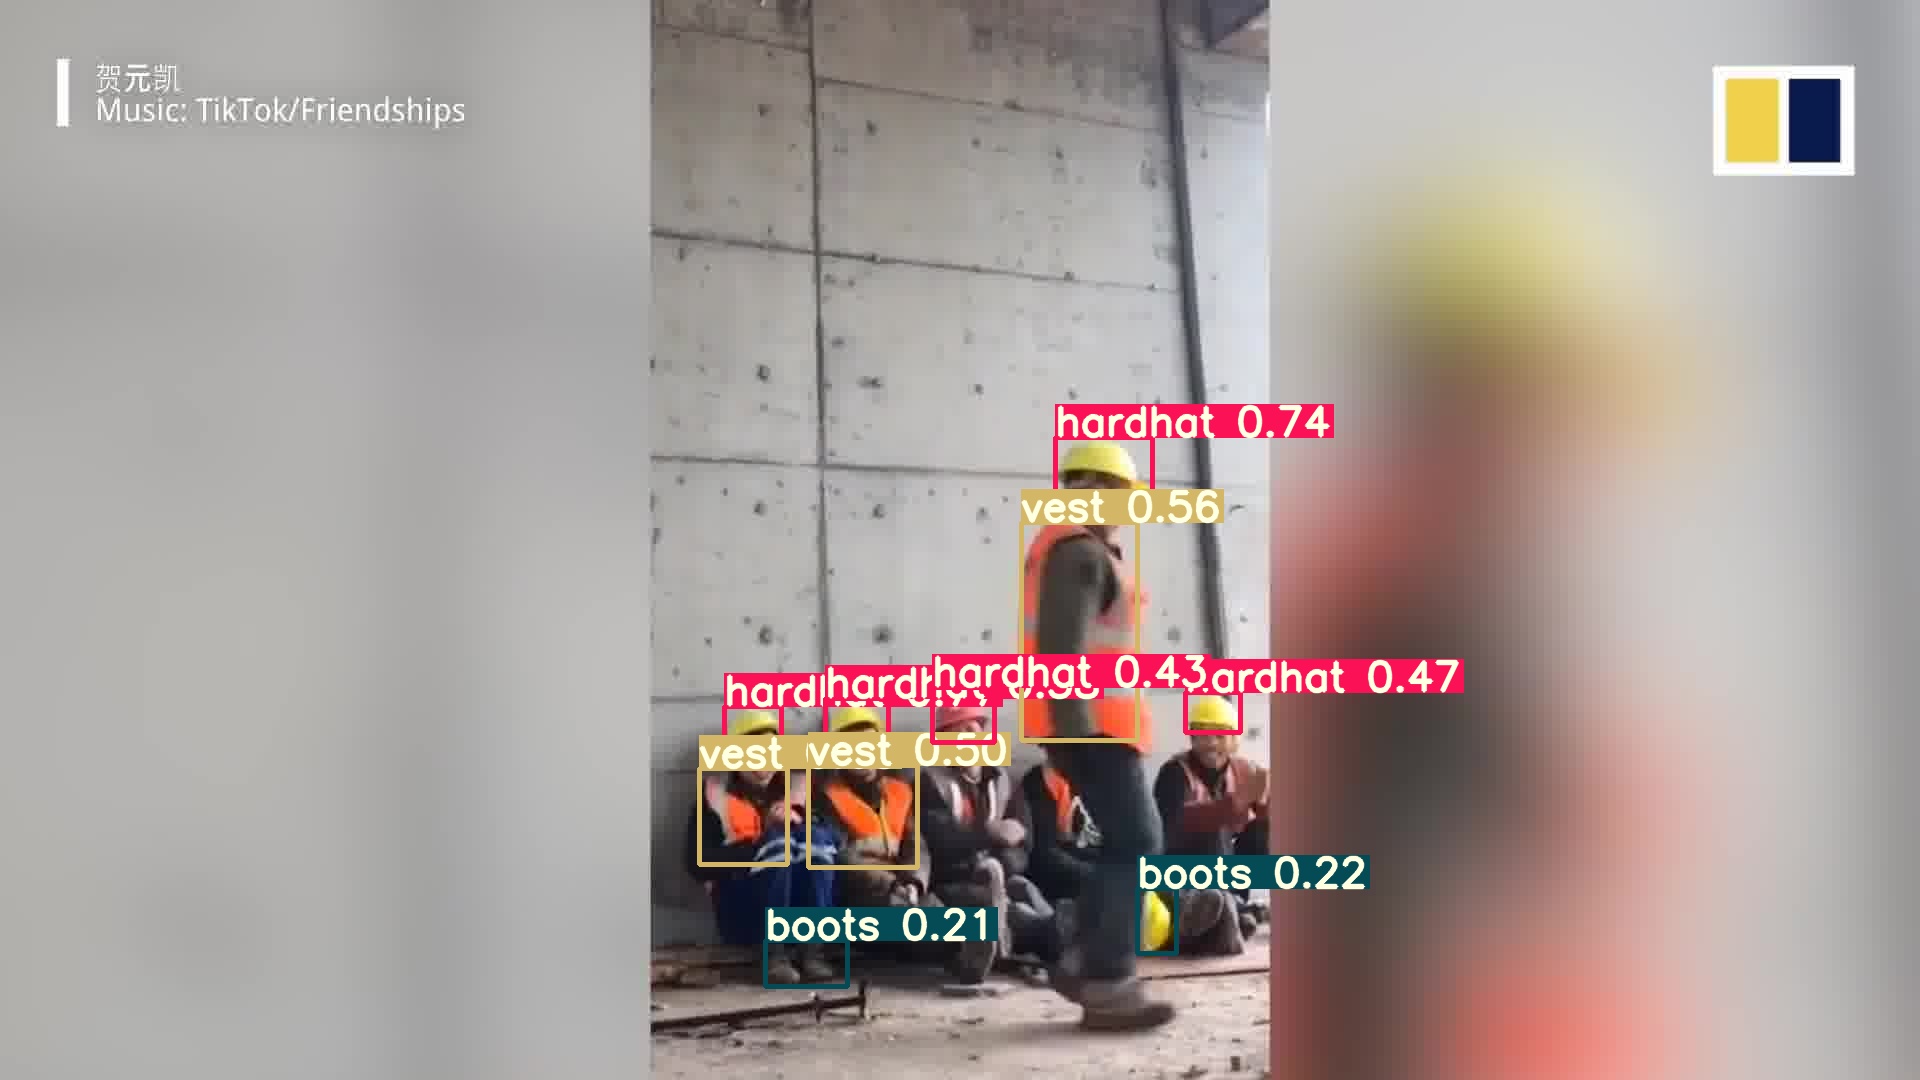 贺元凯
Music: TikTok/Friendships
hardhat 0.74
vest 0.56
hardhat 0.43
hardhat 0.47
vest
vest 0.50
boots 0.22
boots 0.21